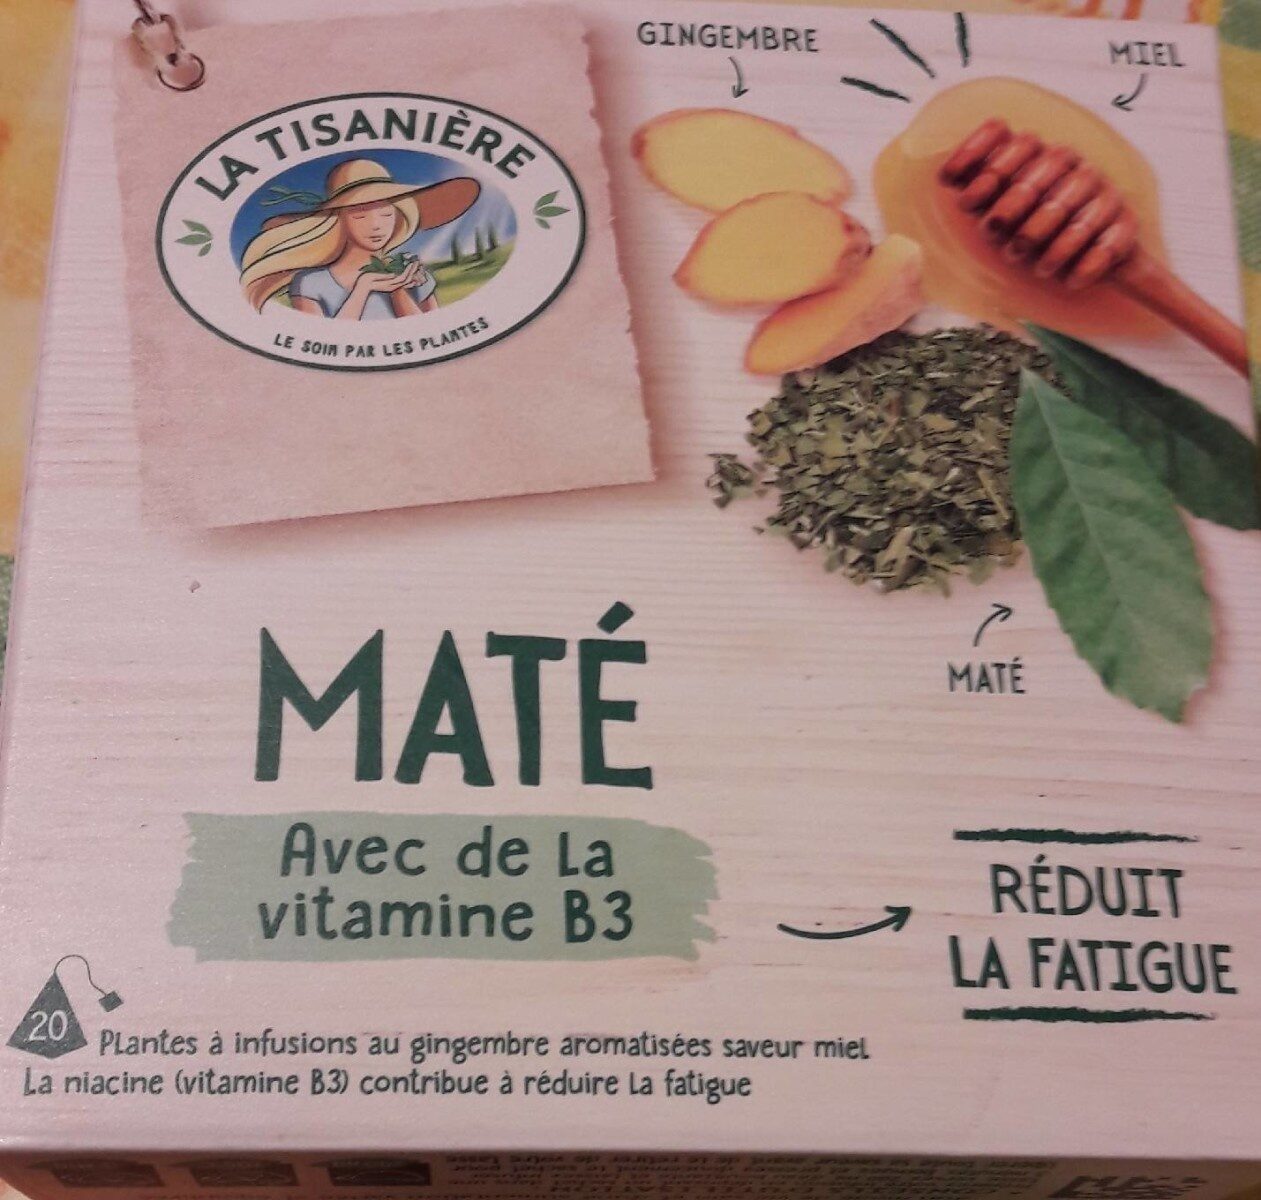 GINGEMBRE
MIEL
LA TISANIÈRE
LE SOIN PAR LES PLANTES
MATÉ
MATÉ
Avec de La
vitamine B3
RÉDUIT
LA FATIGUE
20
Plantes à infusions au gingembre aromatisées saveur miel
La niacine (vitamine B3) contribue à réduire la fatigue